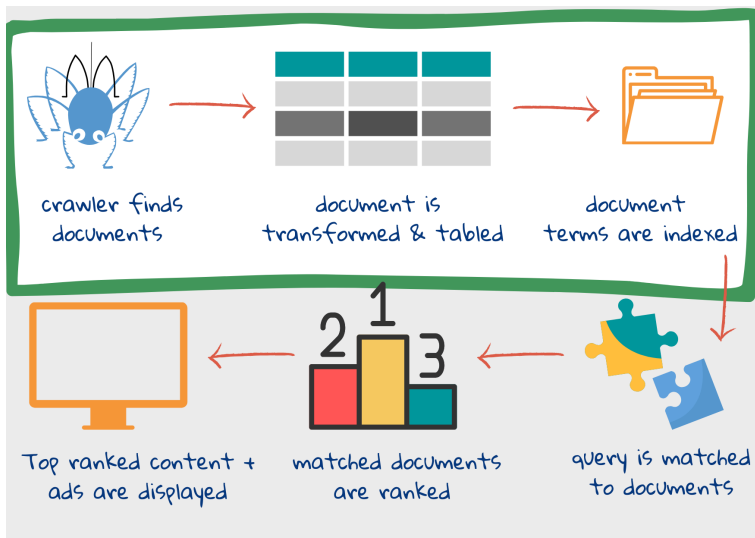 crawler finds
documents
document is
transformed & tabled
document
terms are indexed
2
1
3
Top ranked content +
ads are displayed
matched documents
are ranked
query is matched
to documents